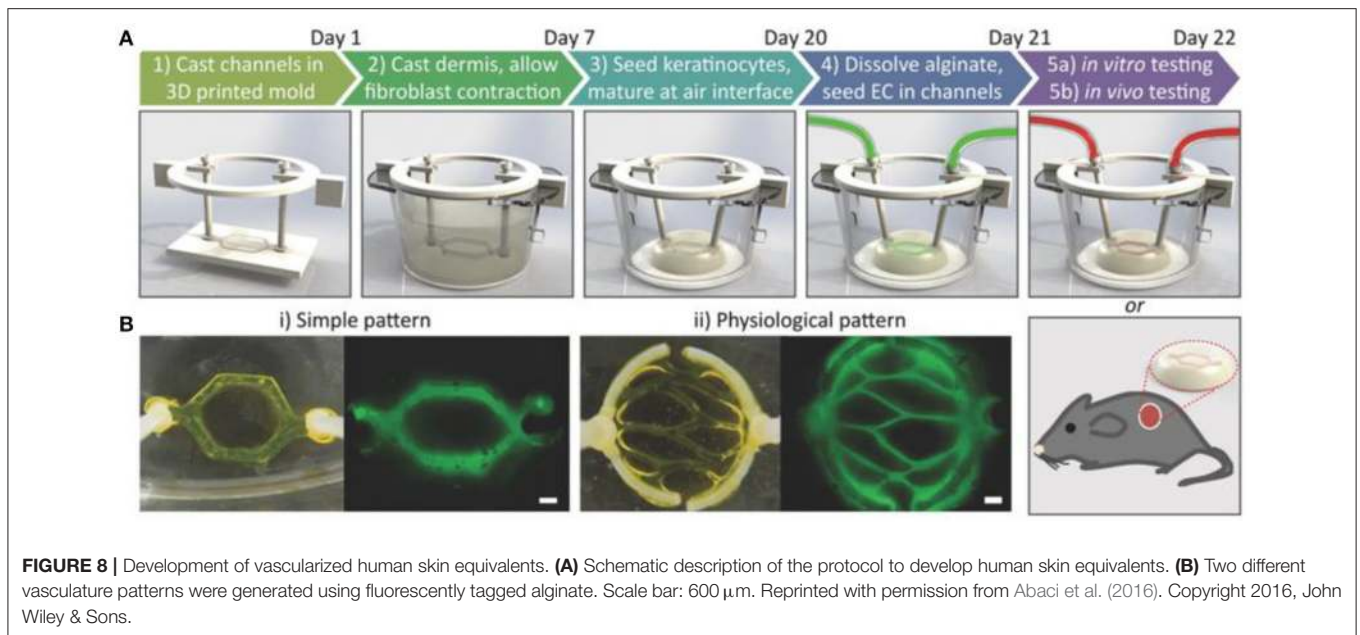 A
Day 1
Day 7
Day 20
Day 21
Day 22
1) Cast channels in
3D printed mold
2) Cast dermis, allow
fibroblast contraction
3) Seed keratinocytes,
mature at air interface
4) Dissolve alginate,
seed EC in channels
5a) in vitro testing
5b) in vivo testing
B
i) Simple pattern
ii) Physiological pattern
or
FIGURE 8 | Development of vascularized human skin equivalents. (A) Schematic description of the protocol to develop human skin equivalents. (B) Two different
vasculature patterns were generated using fluorescently tagged alginate. Scale bar: 600 μm. Reprinted with permission from Abaci et al. (2016). Copyright 2016, John
Wiley & Sons.